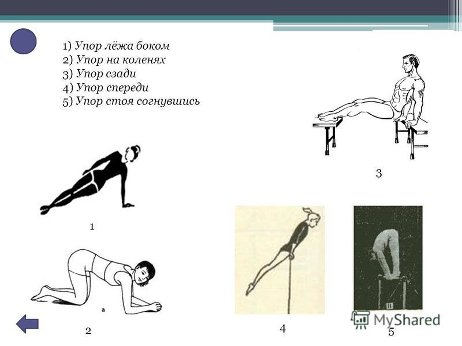 1) Упор лёжа боком
2) Упор на коленях
3) Упор сзади
4) Упор спереди
5) Упор стоя согнувшись
3
1
а
2
4
5
MyShared